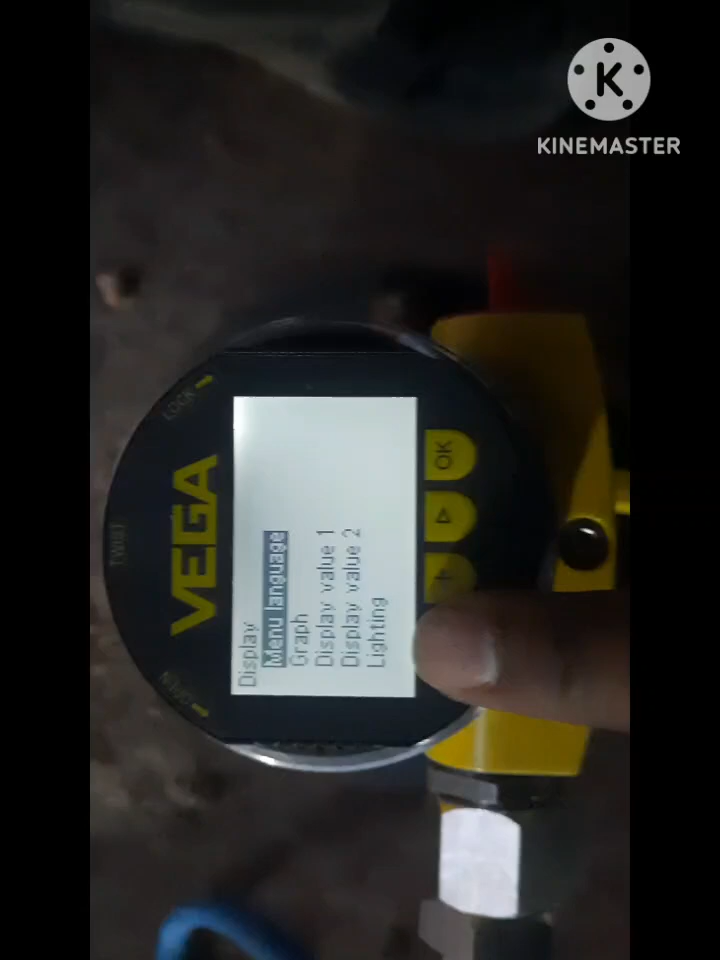 KINEMASTER
OPEN
TWIST
LOCK
VEGA
Display
Menu language
Graph
Display value 1
Display value 2
Lighting
+
OK